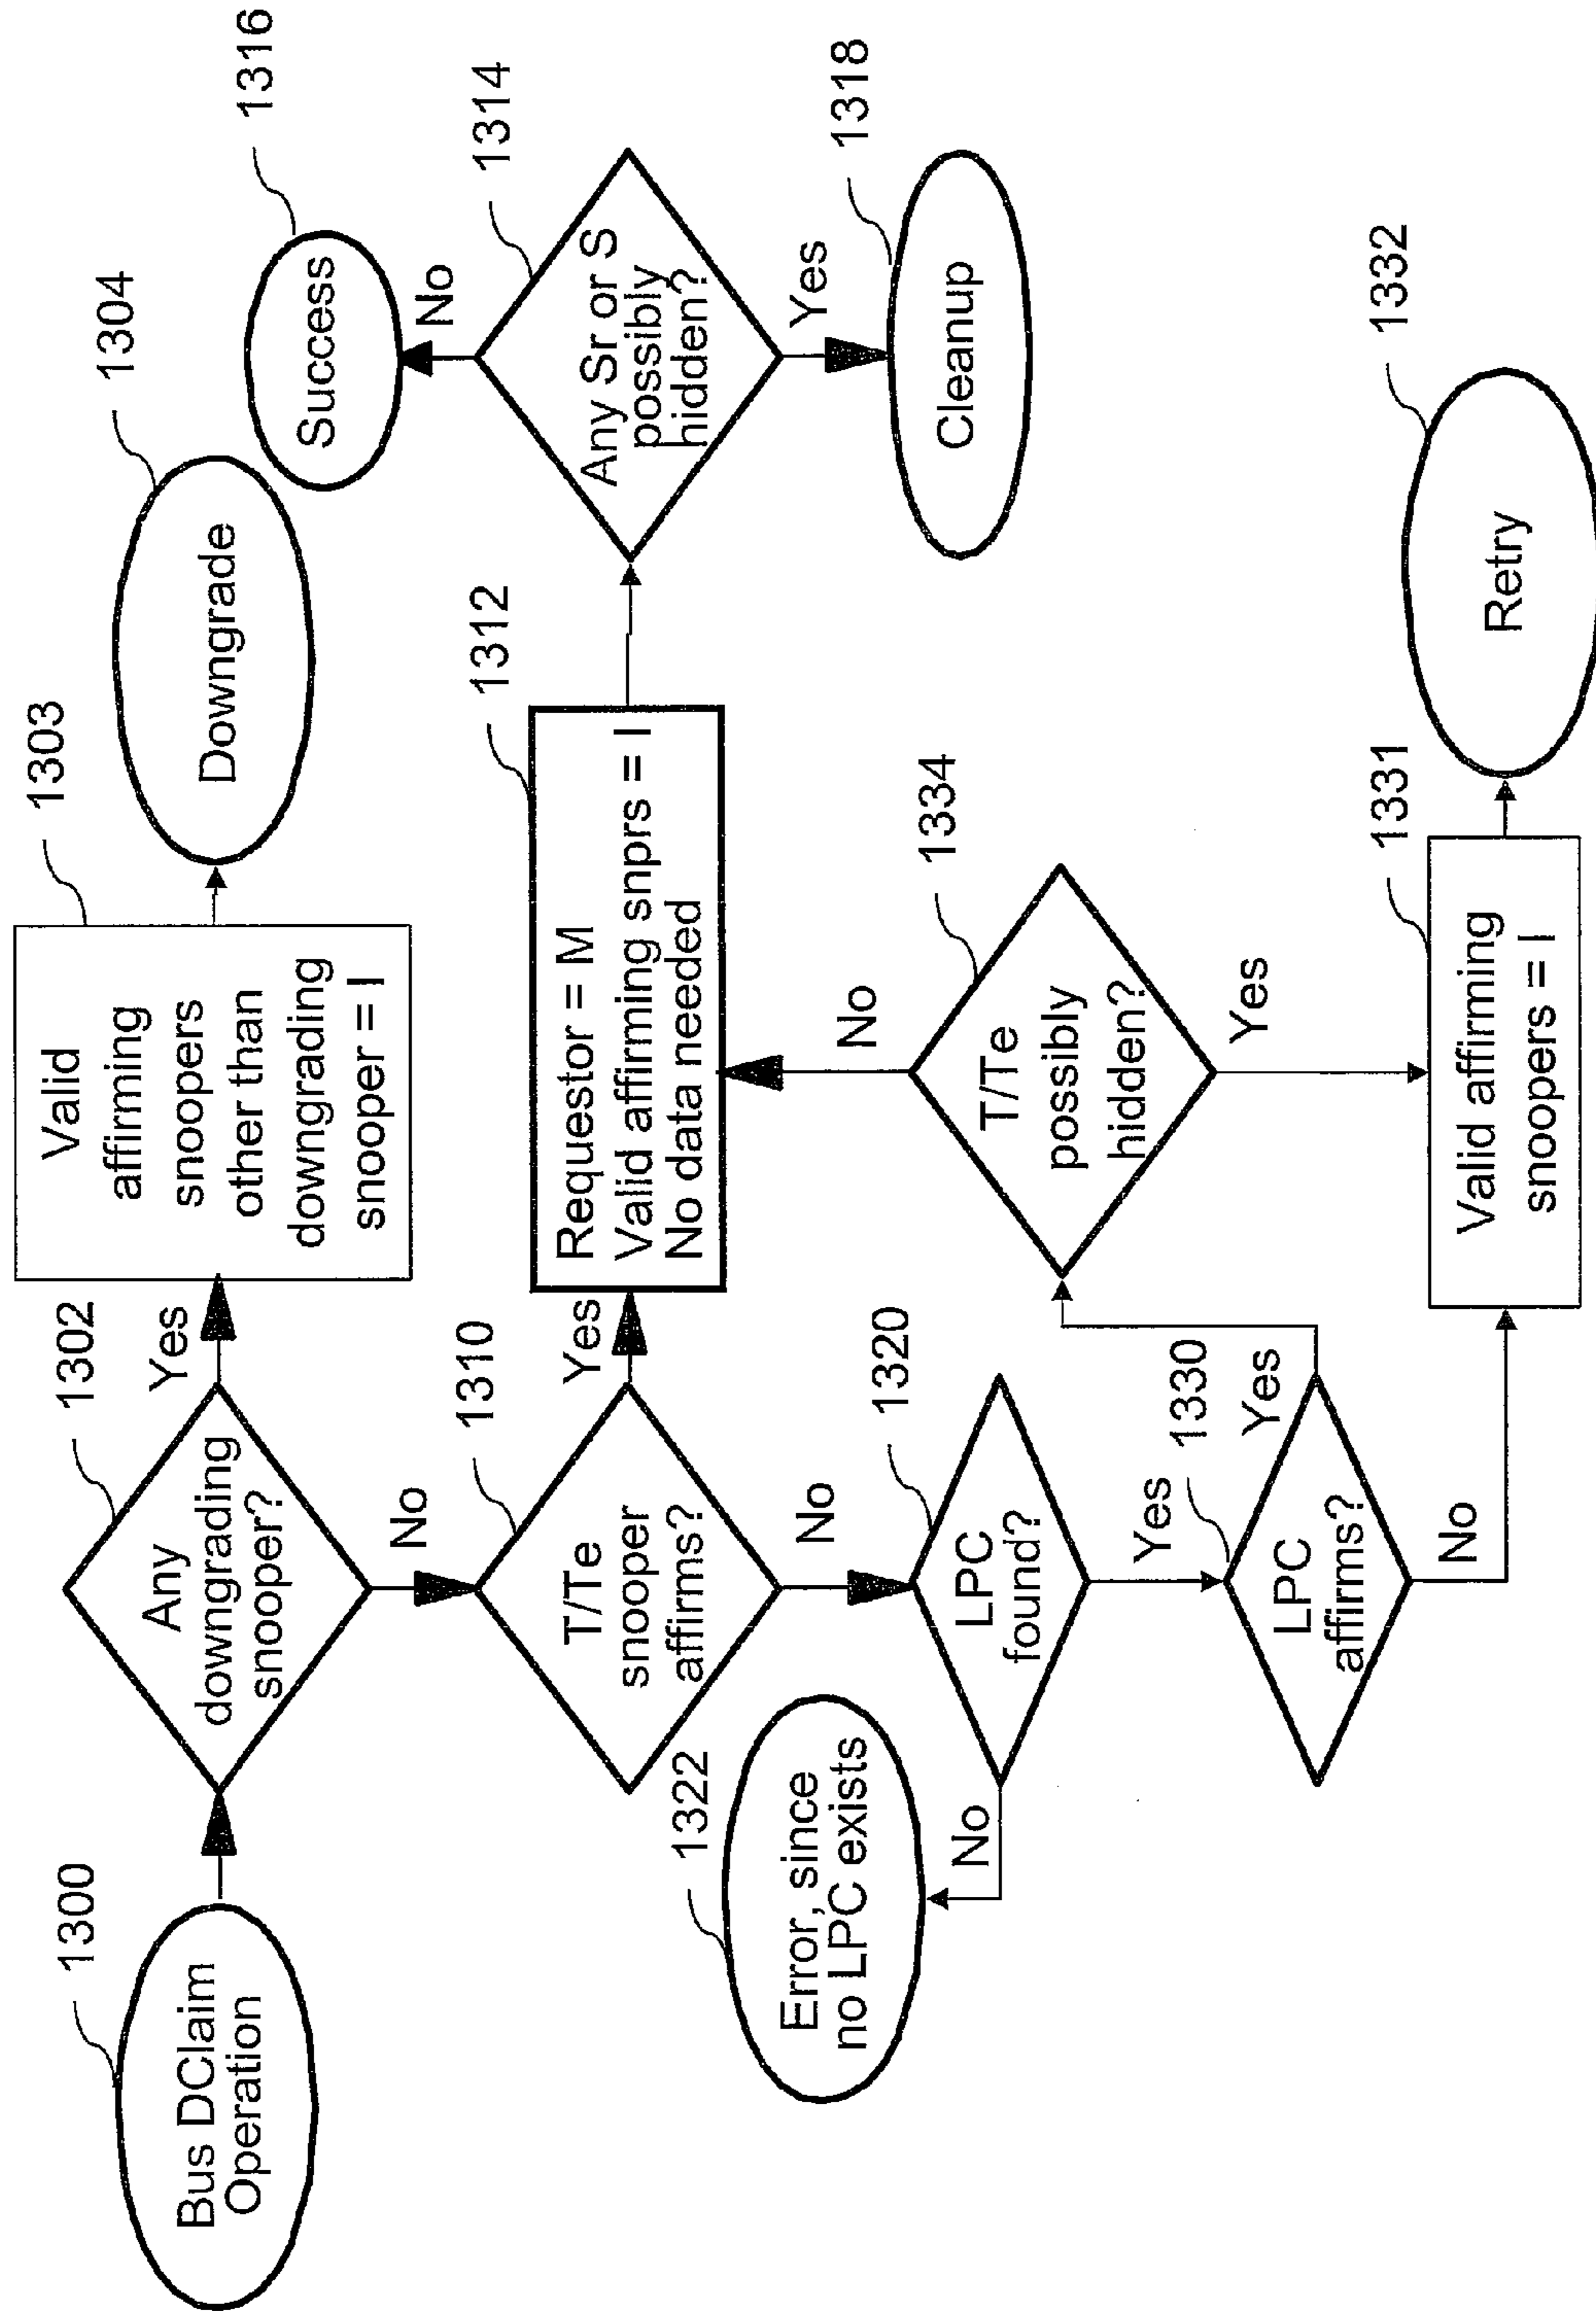 1300
Bus DClaim
Operation
1302
Any
downgrading
snooper?
Yes
No
1303
Valid
affirming
snoopers
other than
downgrading
snooper = I
1304
Downgrade
1310
T/Te
snooper
affirms?
Yes
No
1312
Requestor = M
Valid affirming snprs = I
No data needed
1314
Any Sr or S
possibly
hidden?
No
Yes
1316
Success
1318
Cleanup
1320
LPC
found?
No
Yes
1322
Error, since
no LPC exists
1330
LPC
affirms?
Yes
No
1334
T/Te
possibly
hidden?
No
Yes
1331
Valid affirming
snoopers = I
1332
Retry